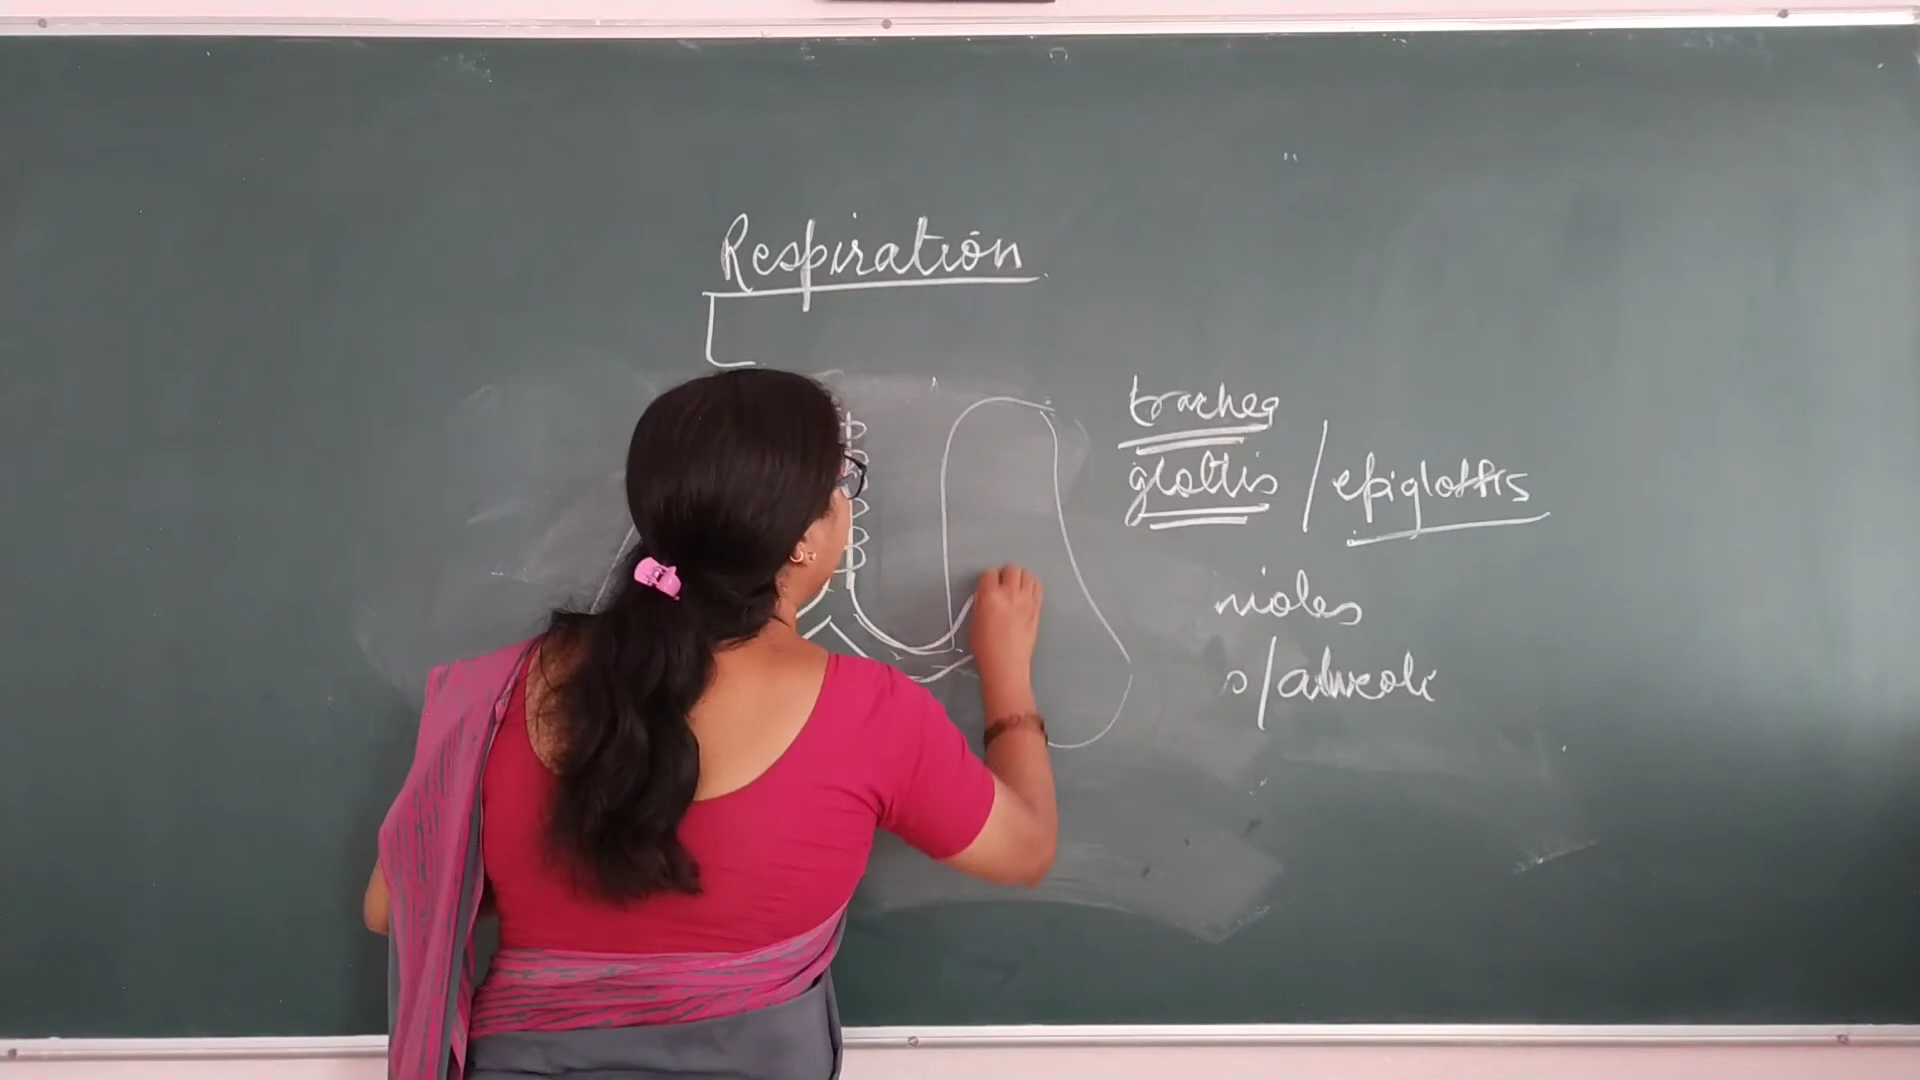 Respiration
trachea
glottis / epiglottis
nioles
o/alveoli